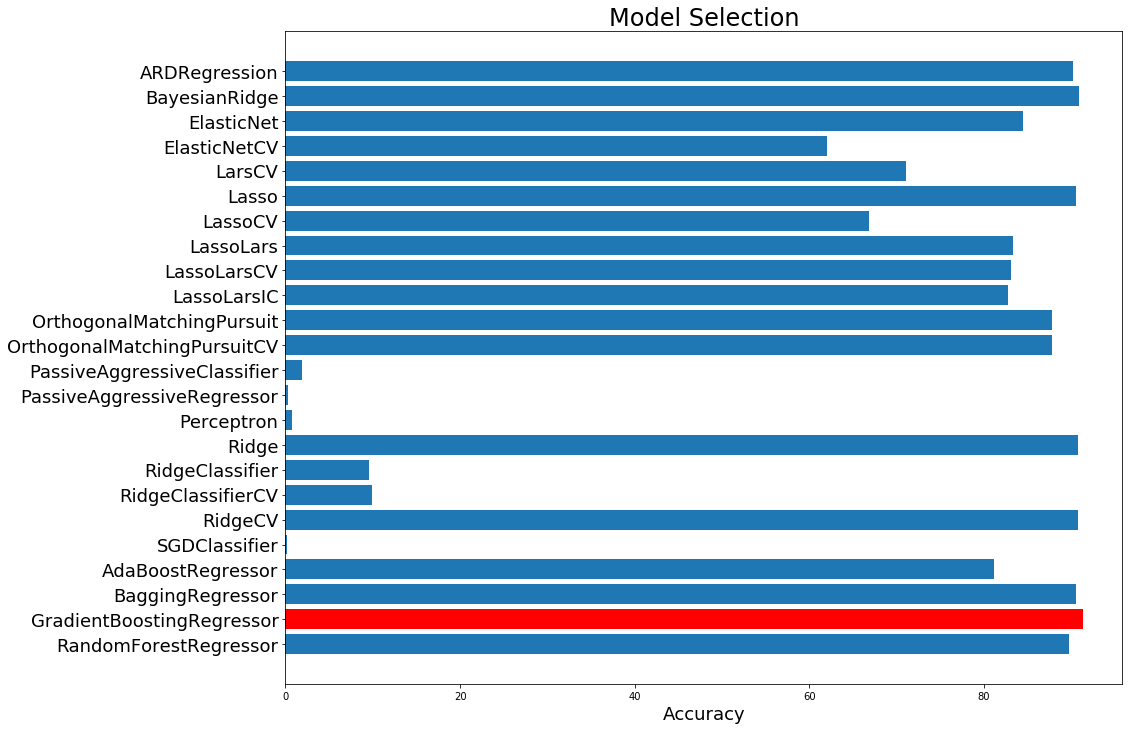 Model Selection
ARDRegression
BayesianRidge
ElasticNet
ElasticNetCV
LarsCV
Lasso
LassoCV
LassoLars
LassoLarsCV
LassoLarsIC
OrthogonalMatchingPursuit
OrthogonalMatchingPursuitCV
PassiveAggressiveClassifier
PassiveAggressiveRegressor
Perceptron
Ridge
RidgeClassifier
RidgeClassifierCV
RidgeCV
SGDClassifier
AdaBoostRegressor
BaggingRegressor
GradientBoostingRegressor
RandomForestRegressor
0 20 40 60 80
Accuracy